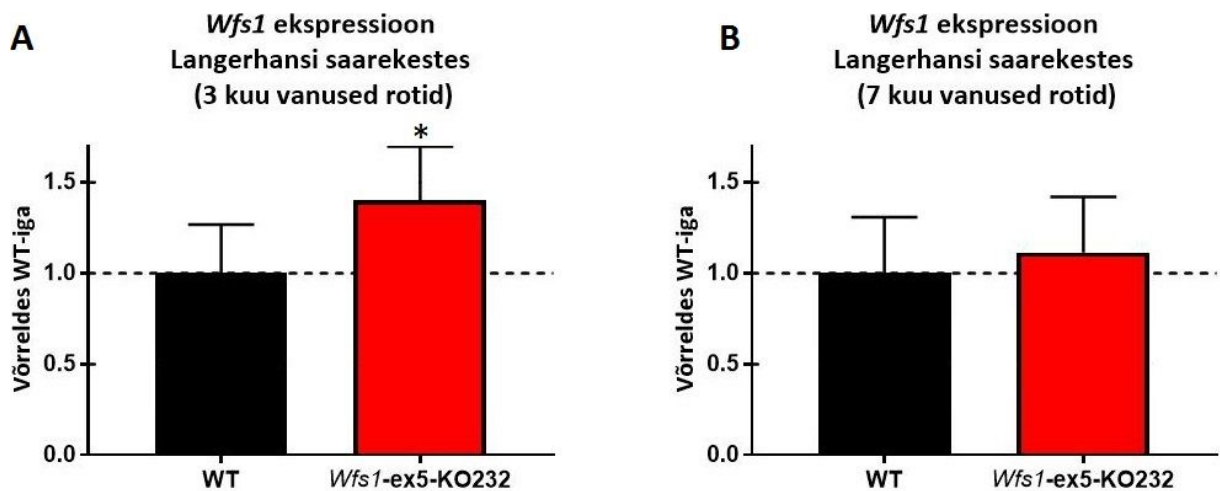 A
Wfs1 ekspressioon
Langerhansi saarekestes
(3 kuu vanused rotid)
*
Võrreldes WT-iga
1.5
1.0
0.5
0.0
WT
Wfs1-ex5-KO232
B
Wfs1 ekspressioon
Langerhansi saarekestes
(7 kuu vanused rotid)
Võrreldes WT-iga
1.5
1.0
0.5
0.0
WT
Wfs1-ex5-KO232